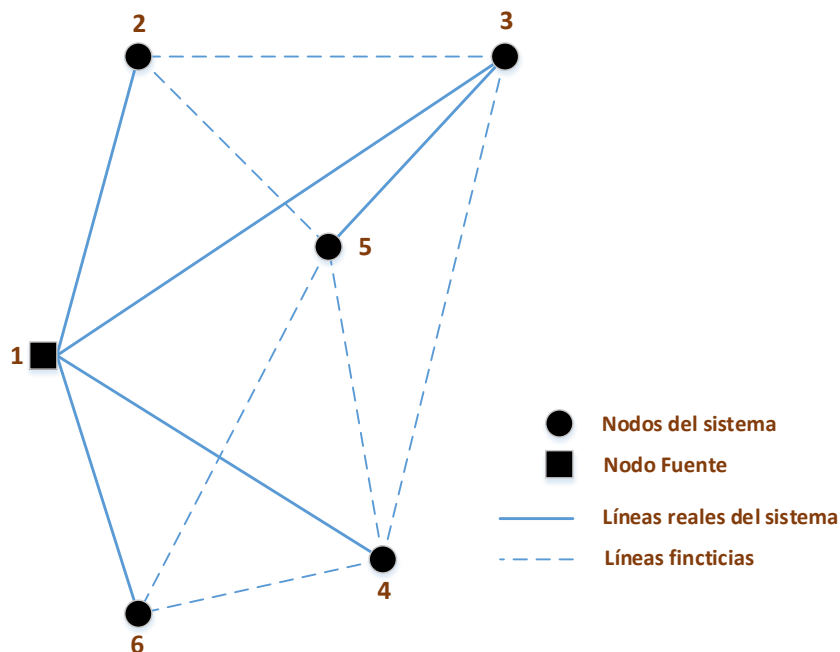 2
3
5
1
Nodos del sistema
Nodo Fuente
Líneas reales del sistema
Líneas fincticias
4
6